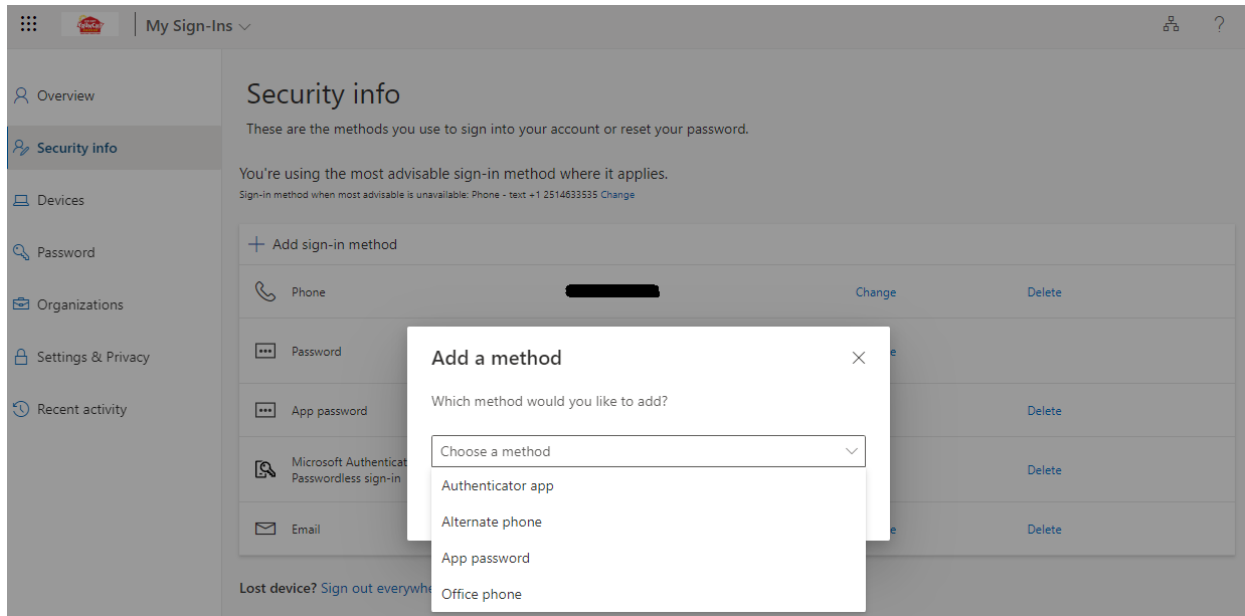 My Sign-Ins
?
Overview
Security info
Devices
Password
Organizations
Settings & Privacy
Recent activity
Security info
These are the methods you use to sign into your account or reset your password.
You're using the most advisable sign-in method where it applies.
Sign-in method when most advisable is unavailable: Phone - text +1 2514633535 Change
Add sign-in method
Phone Change Delete
Password
App password Delete
Microsoft Authenticat
Passwordless sign-in Delete
Email Delete
Lost device? Sign out everywhe
Add a method
Which method would you like to add?
Choose a method
Authenticator app
Alternate phone
App password
Office phone